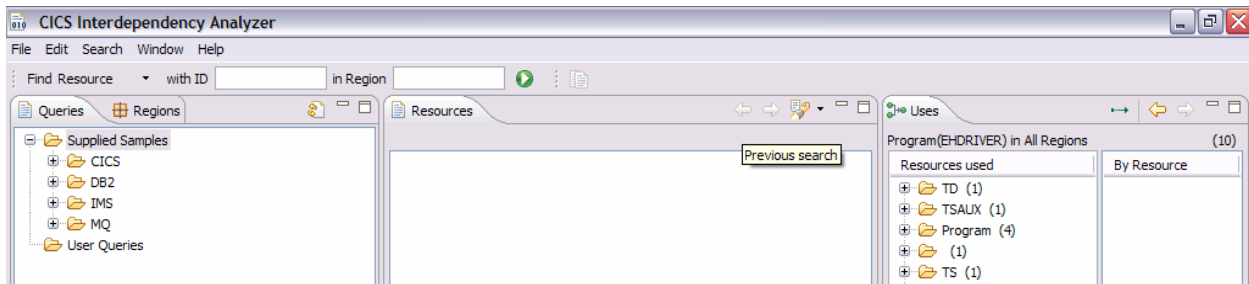 010
CICS Interdependency Analyzer
File Edit Search Window Help
Find Resource with ID in Region
Queries Regions Resources Uses
Supplied Samples
CICS
DB2
IMS
MQ
User Queries
Previous search
Program(EHDRIVER) in All Regions (10)
Resources used By Resource
TD (1)
TSAUX (1)
Program (4)
(1)
TS (1)